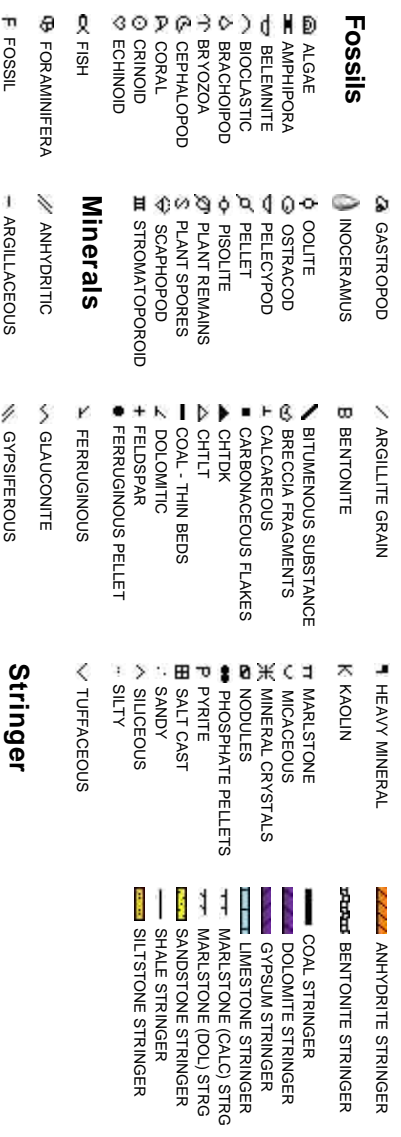 Fossils
ALGAE
AMPHIPORA
BELEMNITE
BIOCLASTIC
BRACHOIPOD
BRYOZOA
CEPHALOPOD
CORAL
CRINOID
ECHINOID
FISH
FORAMINIFERA
F FOSSIL
GASTROPOD
INOCERAMUS
OOLITE
OSTRACOD
PELECYPOD
PELLET
PISOLITE
PLANT REMAINS
PLANT SPORES
SCAPHOPOD
STROMATOPOROID
Minerals
ANHYDRITIC
ARGILLACEOUS
ARGILLITE GRAIN
B BENTONITE
BITUMENOUS SUBSTANCE
BRECCIA FRAGMENTS
CALCAREOUS
CARBONACEOUS FLAKES
CHTDK
CHTLT
COAL - THIN BEDS
DOLOMITIC
FELDSPAR
FERRUGINOUS PELLET
FERRUGINOUS
GLAUCONITE
GYPSIFEROUS
HEAVY MINERAL
K KAOLIN
MARLSTONE
MICACEOUS
MINERAL CRYSTALS
NODULES
PHOSPHATE PELLETS
P PYRITE
SALT CAST
SANDY
SILICEOUS
SILTY
TUFFACEOUS
Stringer
ANHYDRITE STRINGER
BENTONITE STRINGER
COAL STRINGER
DOLOMITE STRINGER
GYPSUM STRINGER
LIMESTONE STRINGER
MARLSTONE (CALC) STRG
MARLSTONE (DOL) STRG
SANDSTONE STRINGER
SHALE STRINGER
SILTSTONE STRINGER